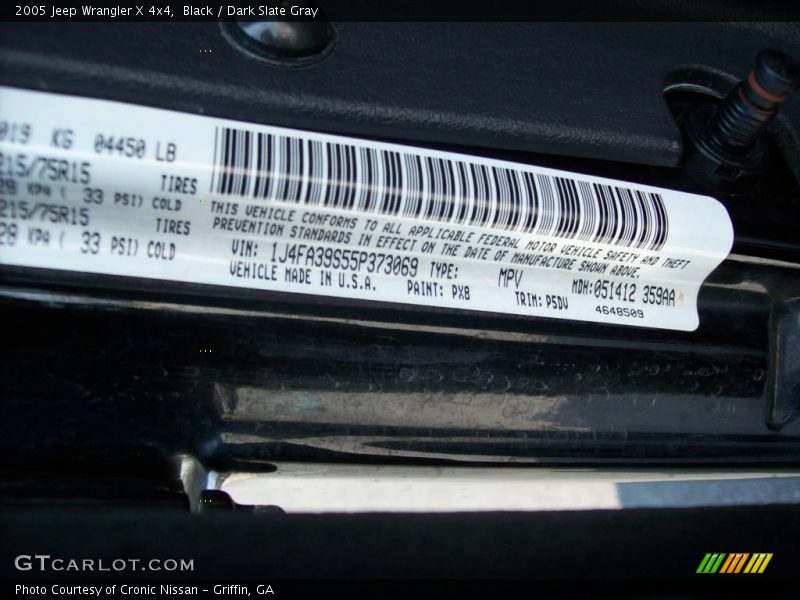 2005 Jeep Wrangler X 4x4,  Black / Dark Slate Gray
019 KG 04450 LB
215/75R15 TIRES
28 KPA ( 33 PSI) COLD
215/75R15 TIRES
28 KPA ( 33 PSI) COLD
THIS VEHICLE CONFORMS TO ALL APPLICABLE FEDERAL MOTOR VEHICLE SAFETY AND THEFT
PREVENTION STANDARDS IN EFFECT ON THE DATE OF MANUFACTURE SHOWN ABOVE.
VIN: 1J4FA39S55P373069 TYPE: MPV MDH:051412 359AA
VEHICLE MADE IN U.S.A. PAINT: PX8 TRIM: P5DV 4648509
GTCARLOT.COM
Photo Courtesy of Cronic Nissan - Griffin, GA